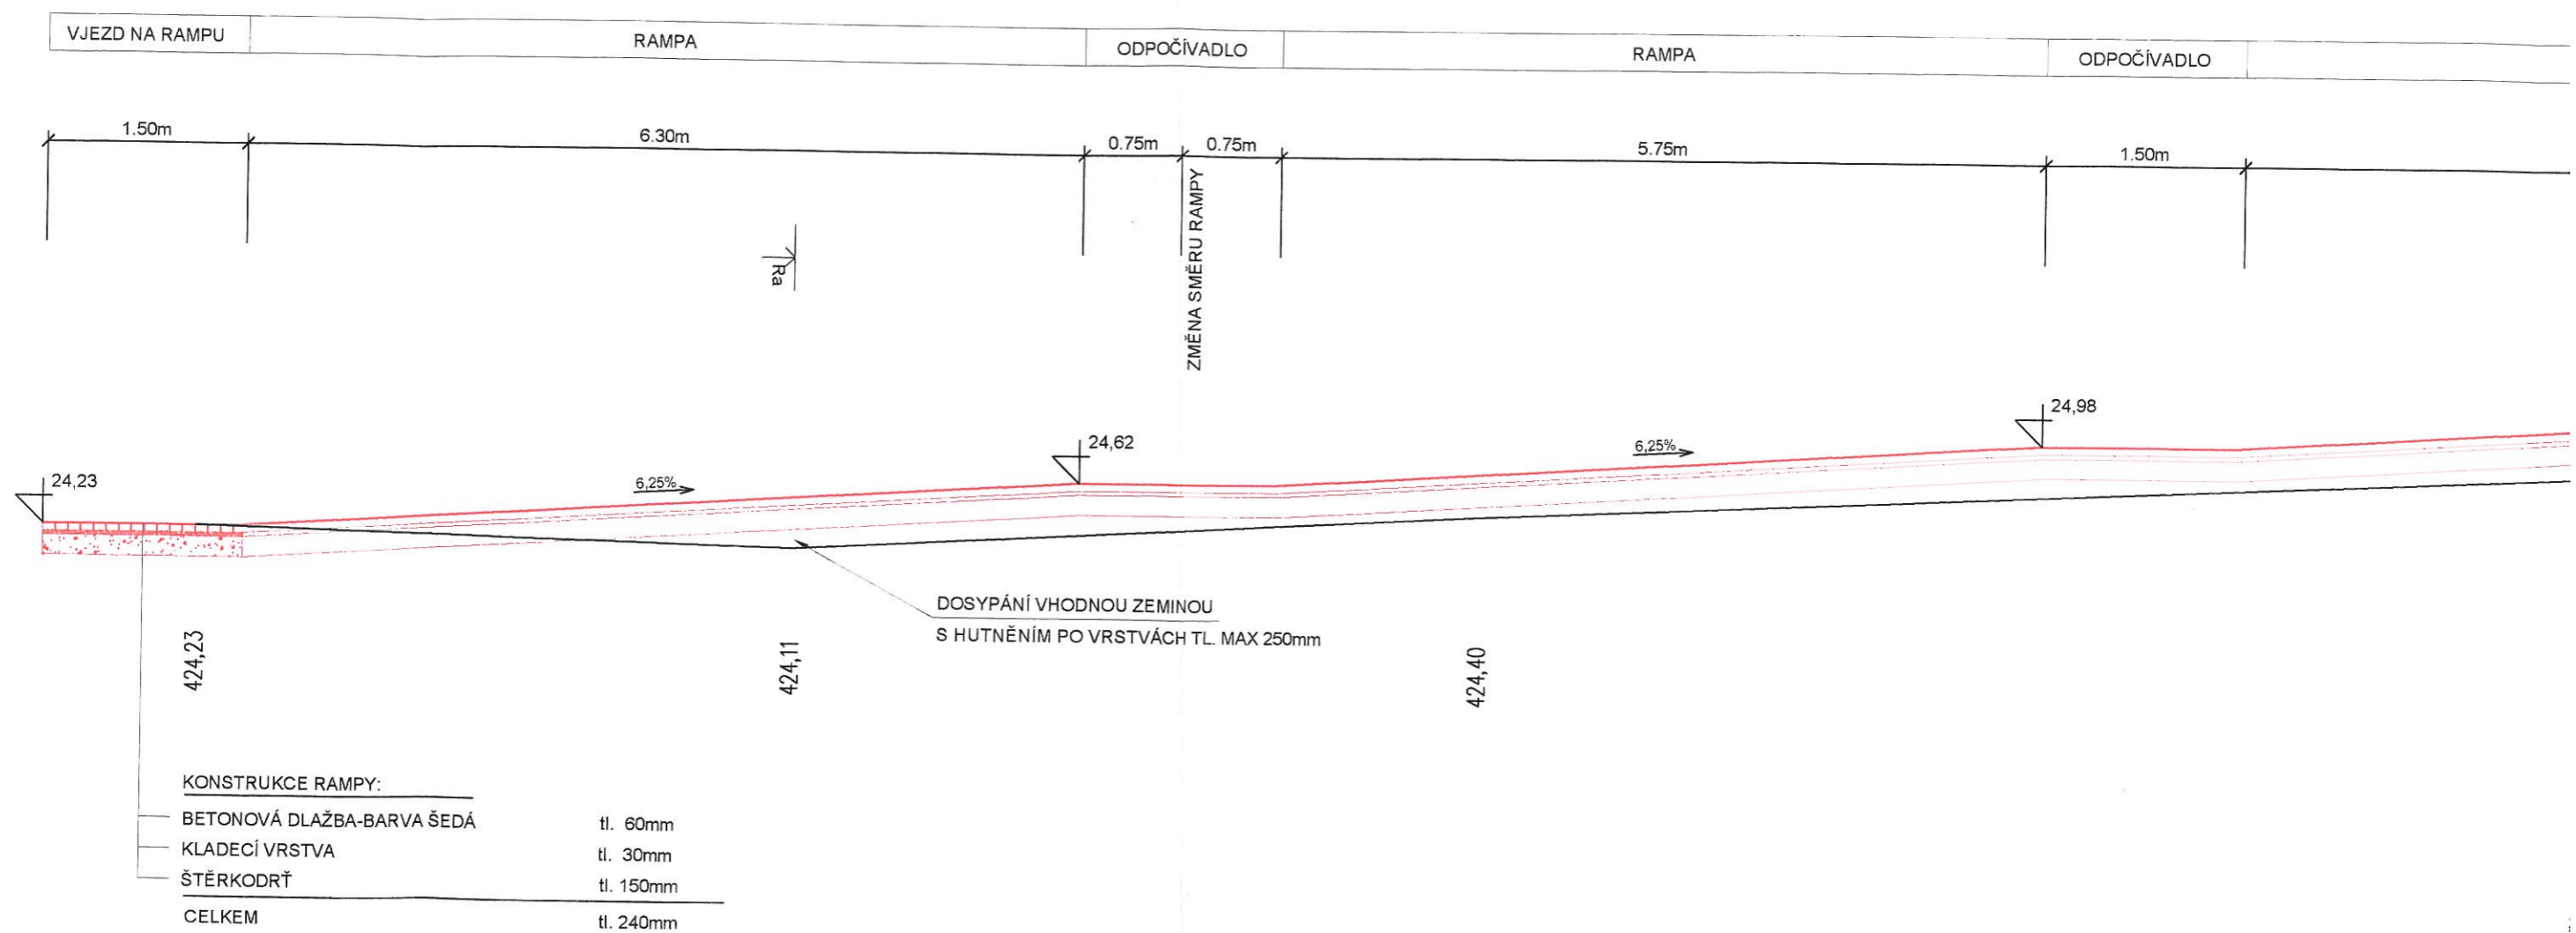 VJEZD NA RAMPU
RAMPA
ODPOČÍVADLO
RAMPA
ODPOČÍVADLO
1.50m
6.30m
0.75m
0.75m
5.75m
1.50m
ZMĚNA SMĚRU RAMPY
Ra
24,23
6,25%
24,62
6,25%
24,98
DOSYPÁNÍ VHODNOU ZEMINOU
S HUTNĚNÍM PO VRSTVÁCH TL. MAX 250mm
424,23
424,11
424,40
KONSTRUKCE RAMPY:
BETONOVÁ DLAŽBA-BARVA ŠEDÁ tl. 60mm
KLADECÍ VRSTVA tl. 30mm
ŠTĚRKODRŤ tl. 150mm
CELKEM tl. 240mm